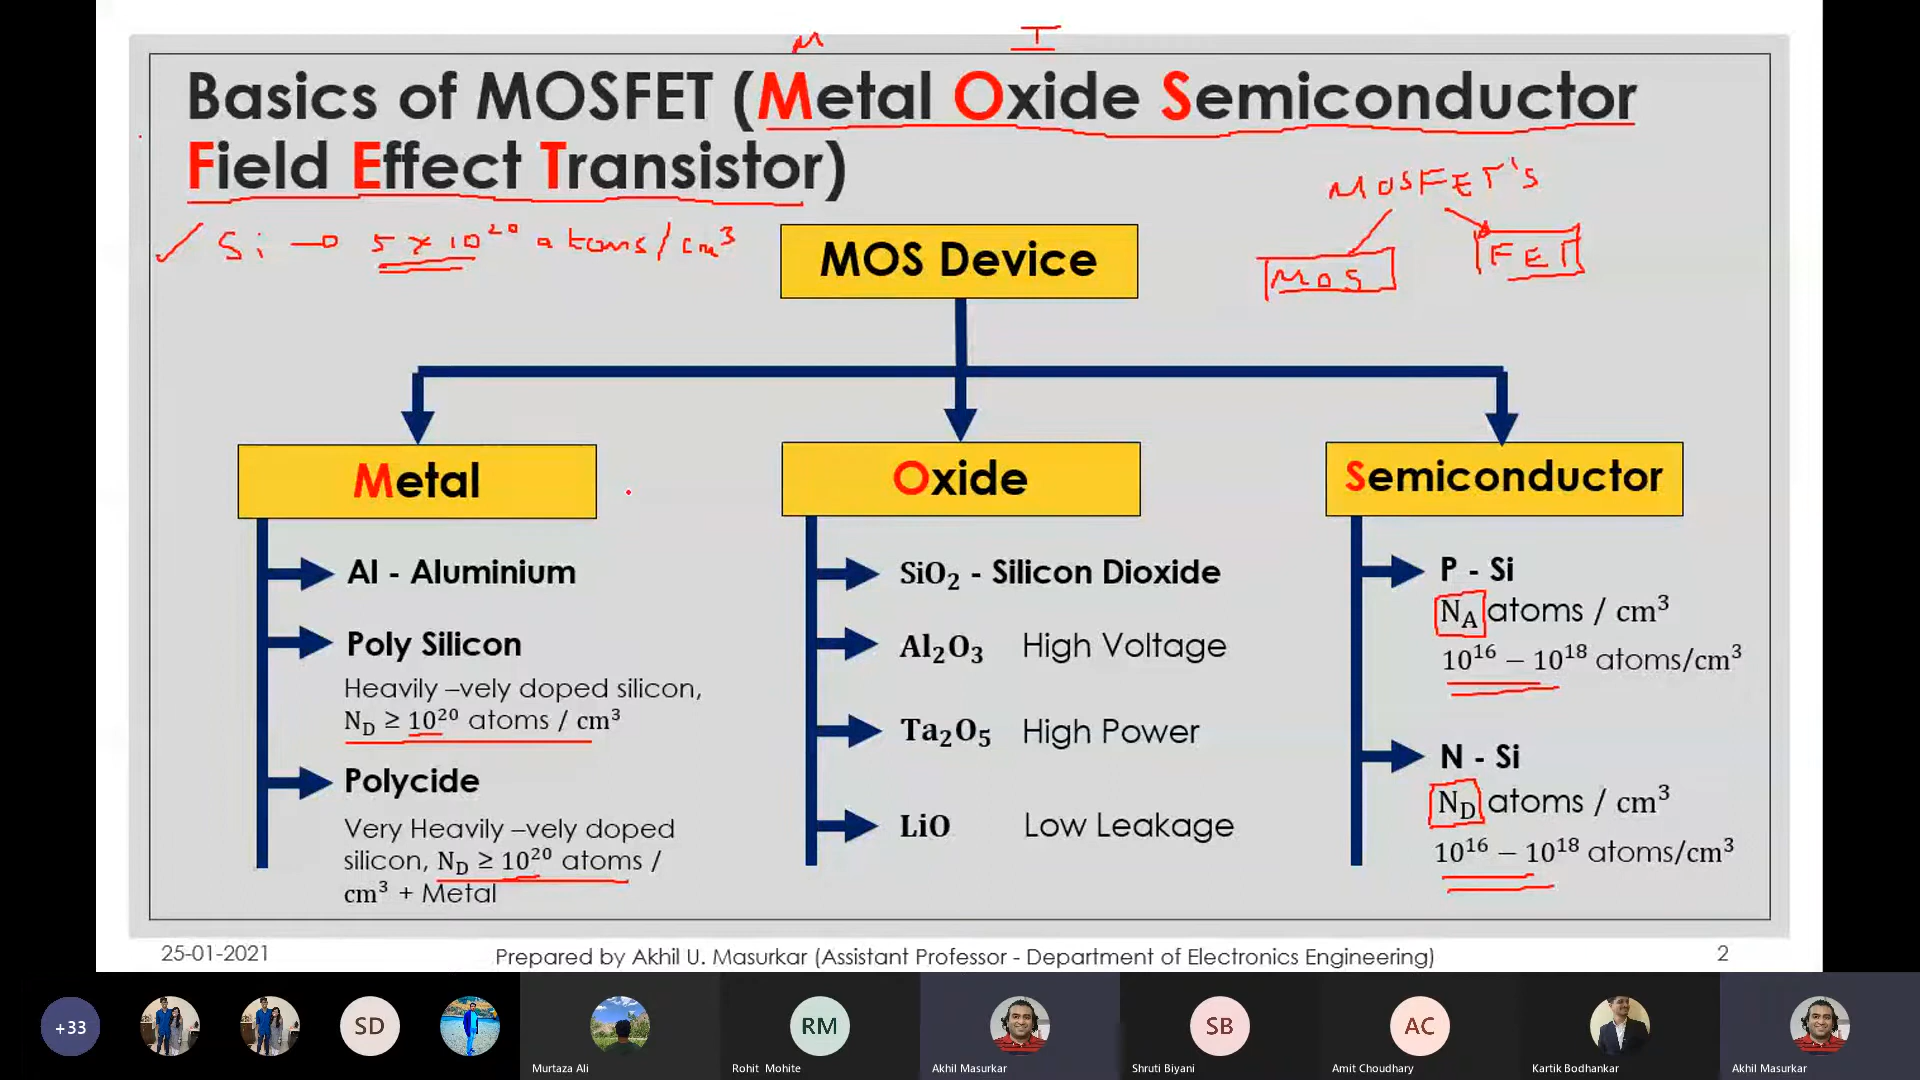 M I
Basics of MOSFET (Metal Oxide Semiconductor
Field Effect Transistor)
MOSFET's
Si → 5 x 10²⁰ atoms/cm³
MOS Device
MOS
FET
Metal
Oxide
Semiconductor
Al - Aluminium
Poly Silicon
Heavily –vely doped silicon,
N_D ≥ 10²⁰ atoms / cm³
Polycide
Very Heavily –vely doped
silicon, N_D ≥ 10²⁰ atoms /
cm³ + Metal
SiO₂ - Silicon Dioxide
Al₂O₃ High Voltage
Ta₂O₅ High Power
LiO Low Leakage
P - Si
N_A atoms / cm³
10¹⁶ – 10¹⁸ atoms/cm³
N - Si
N_D atoms / cm³
10¹⁶ – 10¹⁸ atoms/cm³
25-01-2021
Prepared by Akhil U. Masurkar (Assistant Professor - Department of Electronics Engineering)
2
+33
SD
RM
SB
AC
Murtaza Ali
Rohit Mohite
Akhil Masurkar
Shruti Biyani
Amit Choudhary
Kartik Bodhankar
Akhil Masurkar